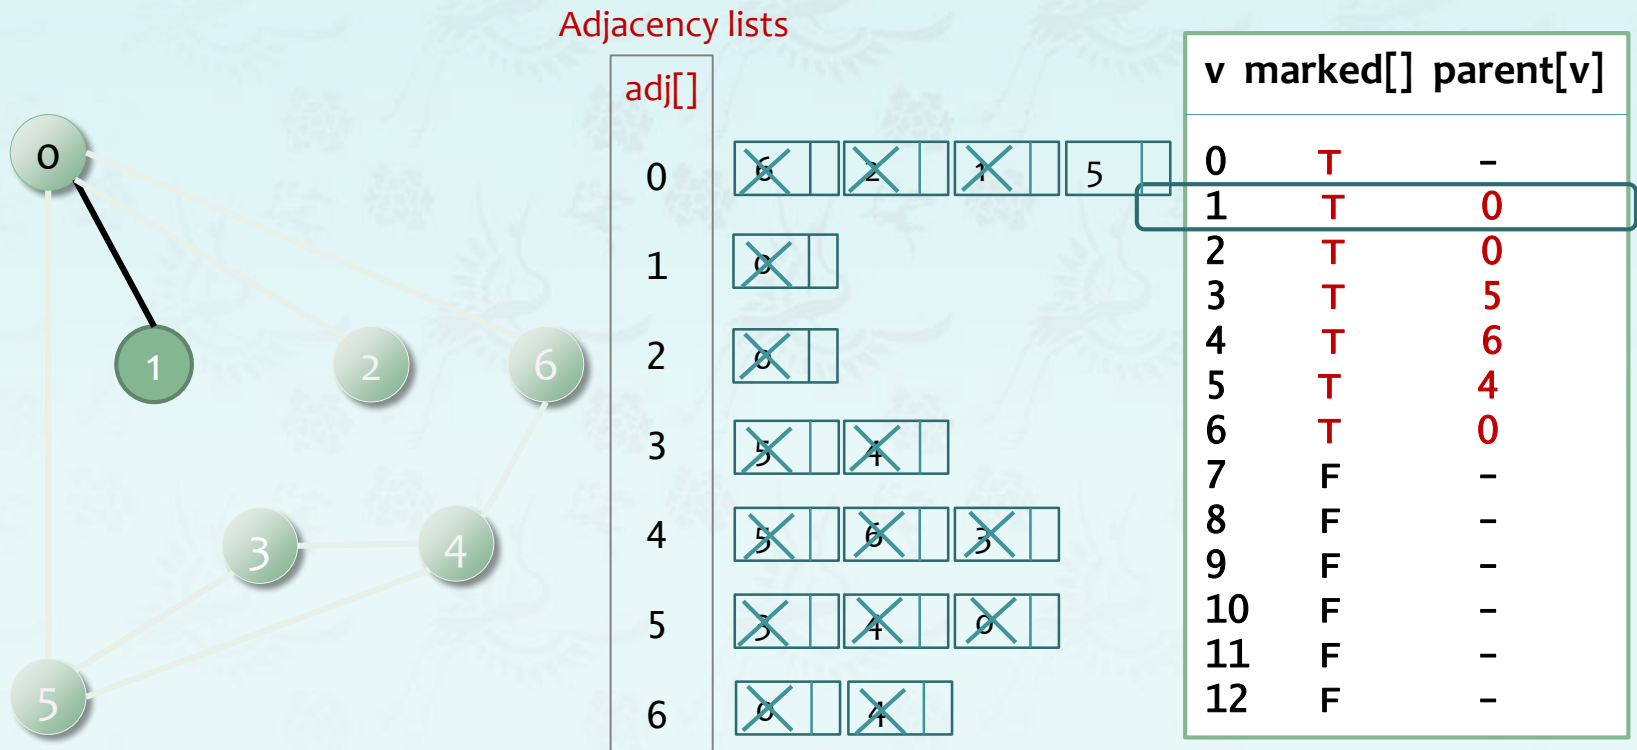 Adjacency lists
adj[]
0 6 2 1 5
1 0
2 0
3 5 4
4 5 6 3
5 3 4 0
6 0 4
0
1
2
6
3
4
5
v marked[] parent[v]
0 T –
1 T 0
2 T 0
3 T 5
4 T 6
5 T 4
6 T 0
7 F –
8 F –
9 F –
10 F –
11 F –
12 F –